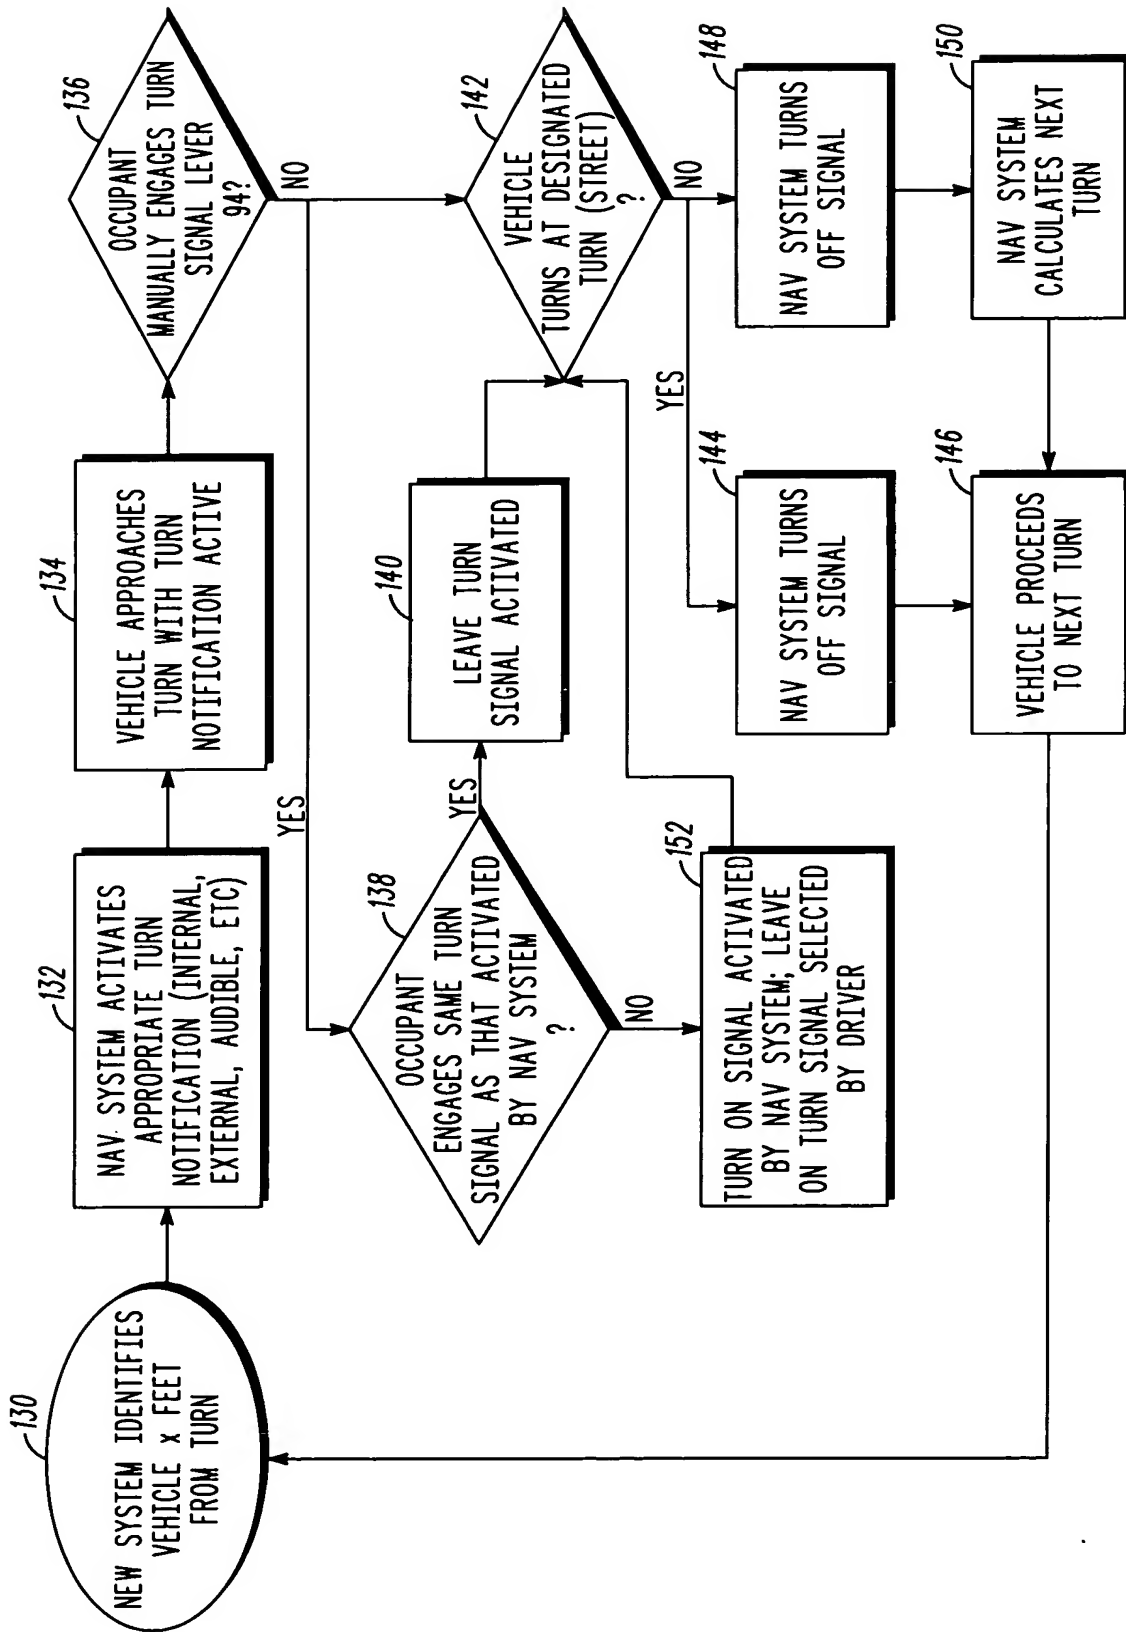 130
NEW SYSTEM IDENTIFIES
VEHICLE x FEET
FROM TURN
132
NAV SYSTEM ACTIVATES
APPROPRIATE TURN
NOTIFICATION (INTERNAL,
EXTERNAL, AUDIBLE, ETC)
134
VEHICLE APPROACHES
TURN WITH TURN
NOTIFICATION ACTIVE
136
OCCUPANT
MANUALLY ENGAGES TURN
SIGNAL LEVER
94?
NO
YES
138
OCCUPANT
ENGAGES SAME TURN
SIGNAL AS THAT ACTIVATED
BY NAV SYSTEM
?
YES
NO
140
LEAVE TURN
SIGNAL ACTIVATED
142
VEHICLE
TURNS AT DESIGNATED
TURN (STREET)
?
NO
YES
152
TURN ON SIGNAL ACTIVATED
BY NAV SYSTEM; LEAVE
ON TURN SIGNAL SELECTED
BY DRIVER
144
NAV SYSTEM TURNS
OFF SIGNAL
148
NAV SYSTEM TURNS
OFF SIGNAL
146
VEHICLE PROCEEDS
TO NEXT TURN
150
NAV SYSTEM
CALCULATES NEXT
TURN